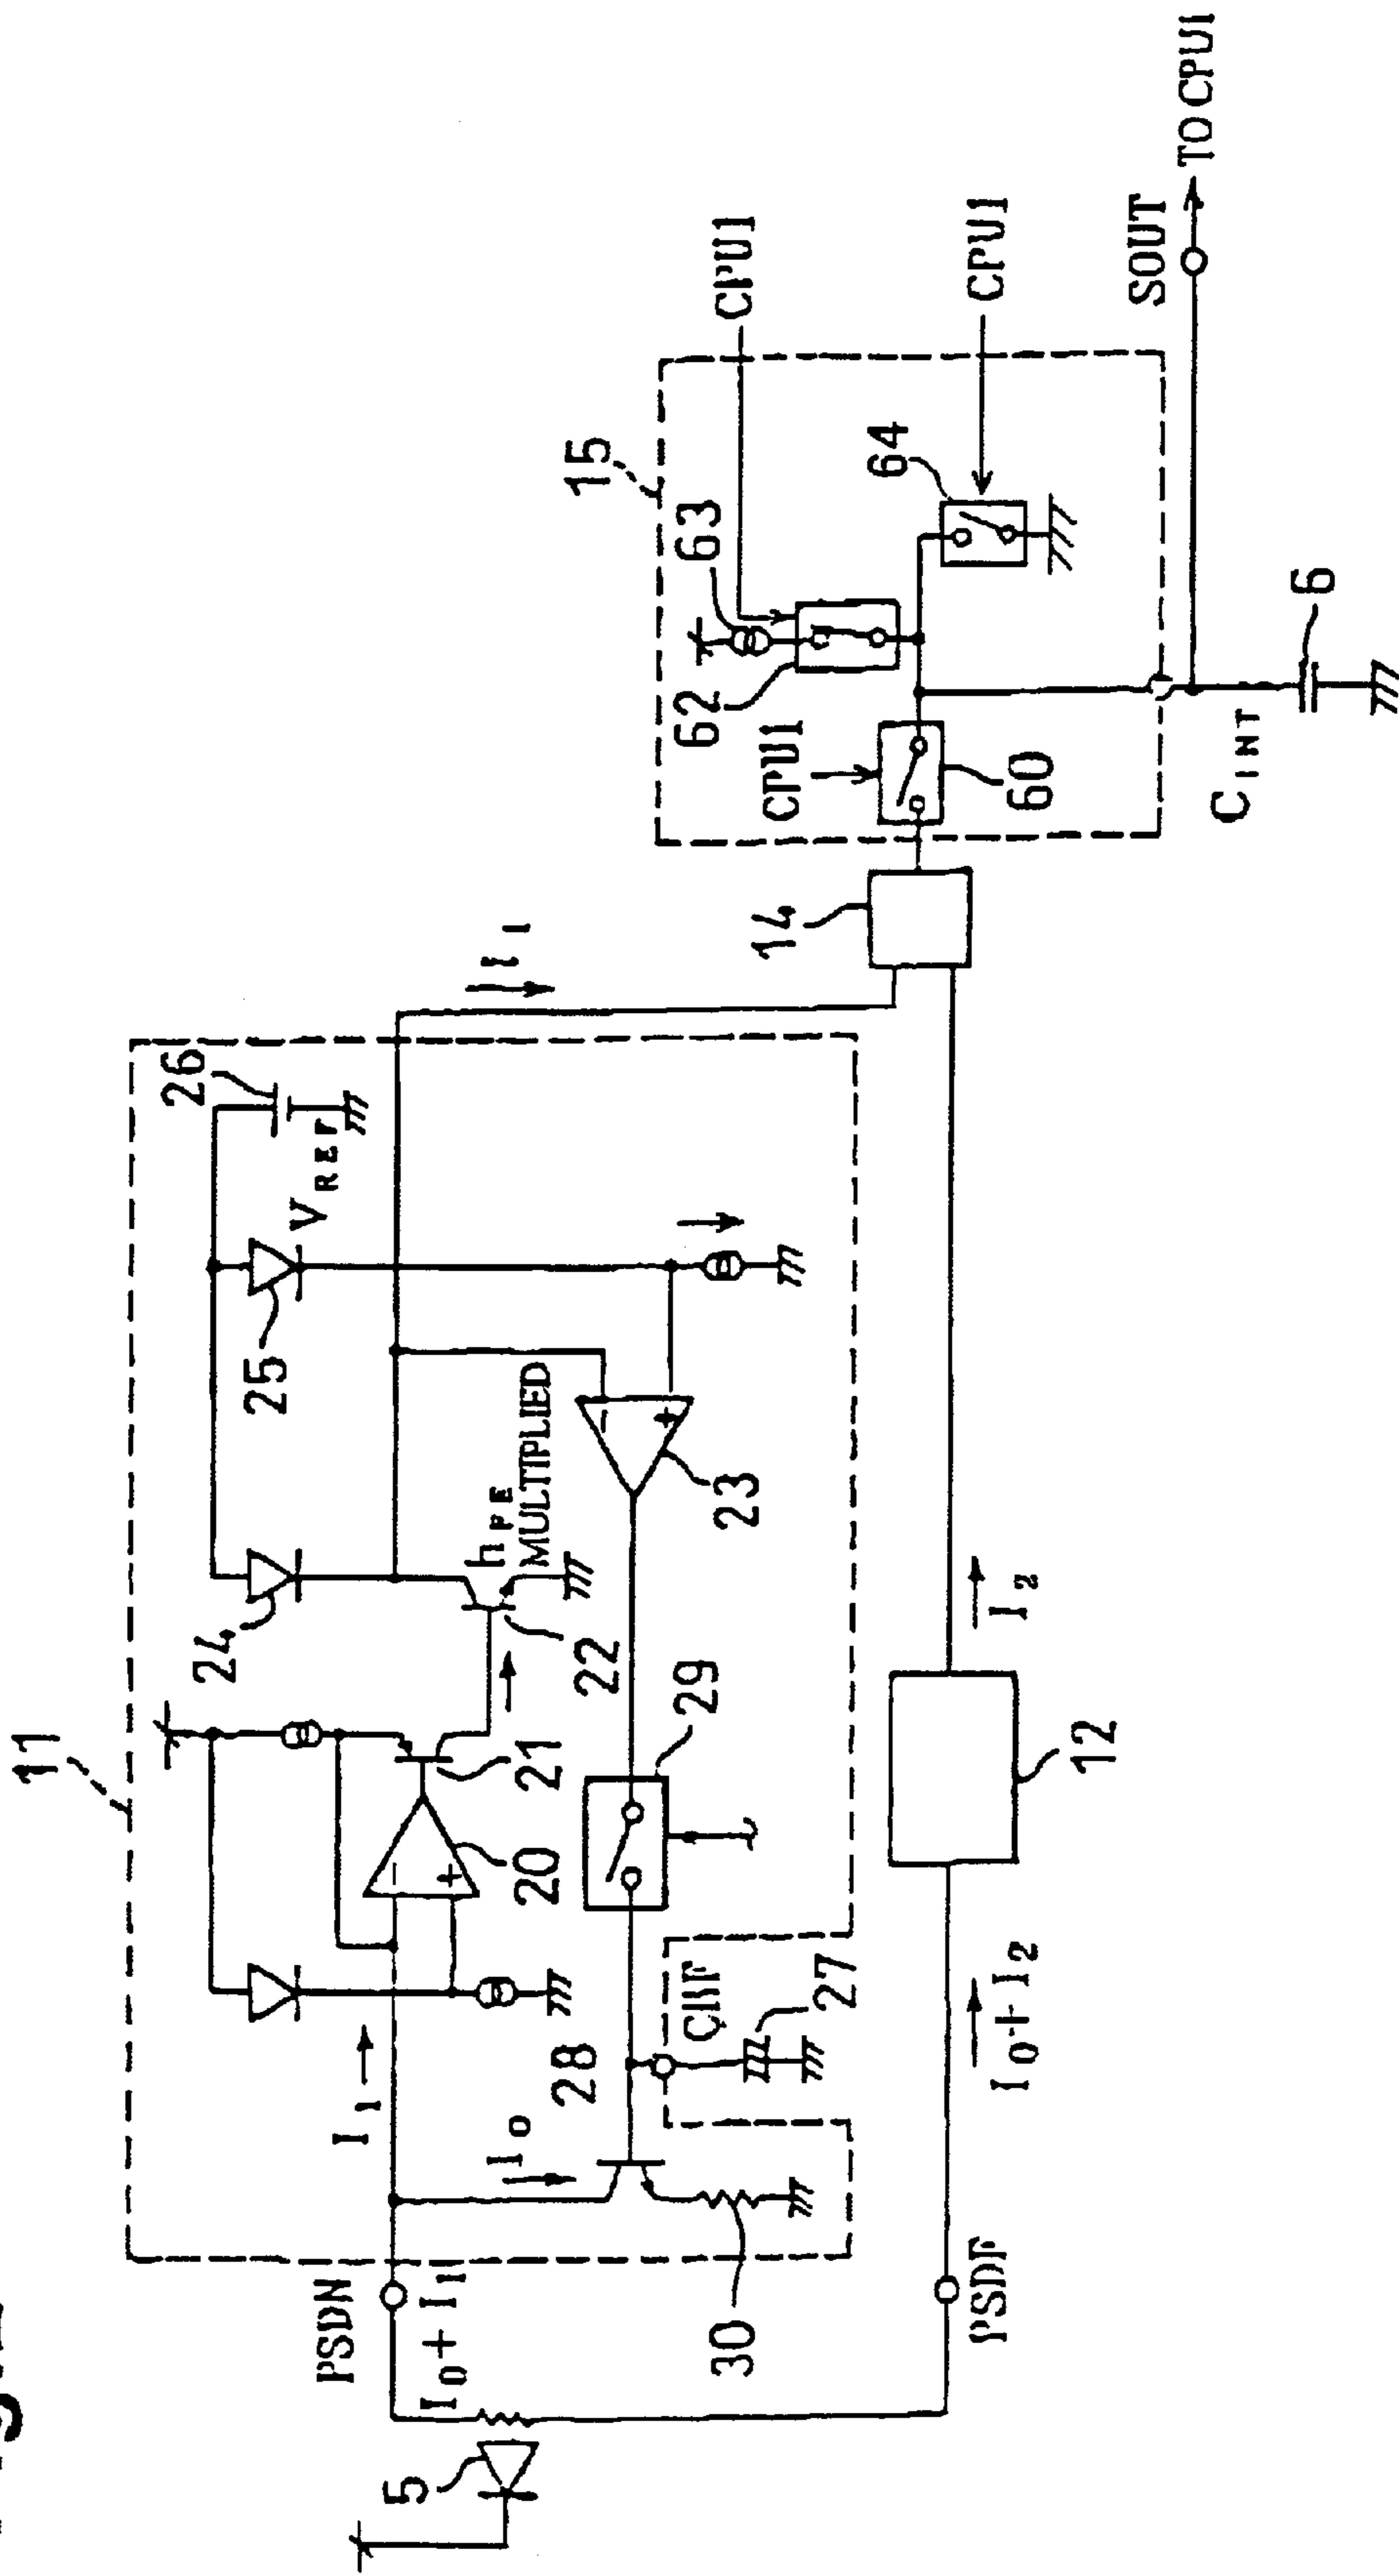 11
26
V REF
25
24
hFE
MULTIPLIED
22
21
20
23
29
28
CHF
27
I1
I0
30
PSDN
I0 + I1
5
PSDF
I0 + I2
12
I2
I1
14
15
63
62
CPU1
60
64
CPU1
CPU1
SOUT
TO CPU1
CINT
6